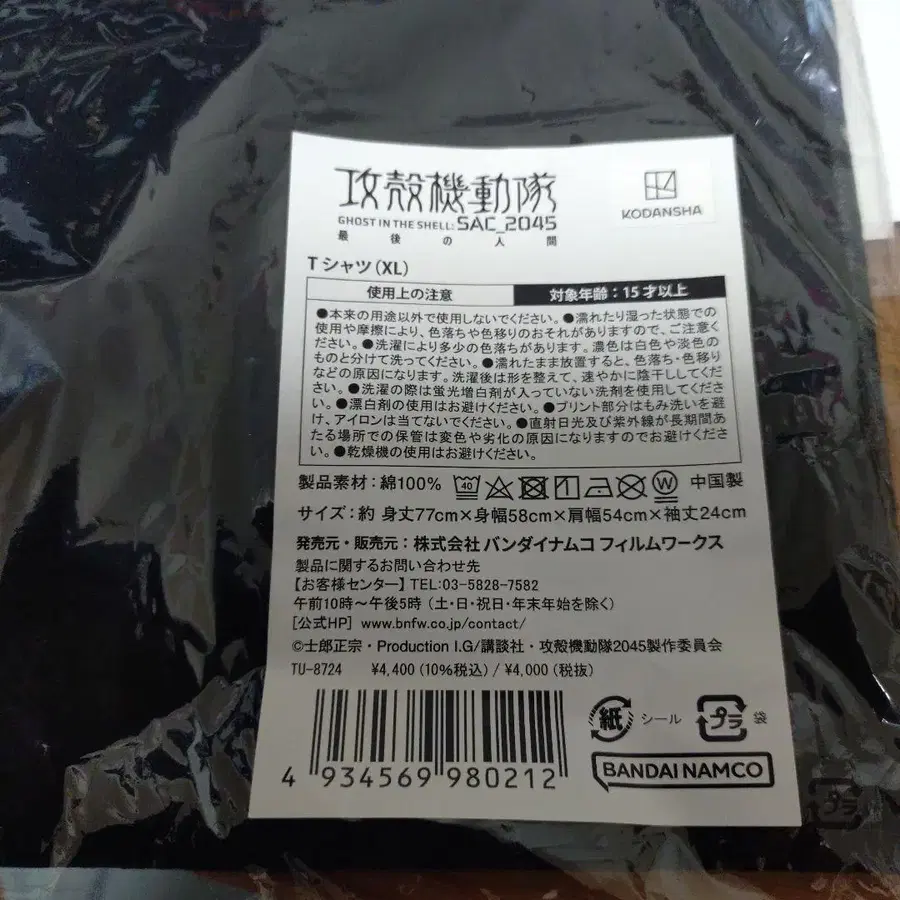 攻殻機動隊
GHOST IN THE SHELL: SAC_2045
最後の人間
KODANSHA
Tシャツ(XL)
使用上の注意
対象年齢：15才以上
●本来の用途以外で使用しないでください。●濡れたり湿った状態での
使用や摩擦により、色落ちや色移りのおそれがありますので、ご注意く
ださい。●洗濯により多少の色落ちがあります。濃色は白色や淡色の
ものと分けて洗ってください。●濡れたまま放置すると、色落ち・色移り
などの原因になります。洗濯後は形を整えて、速やかに陰干ししてくだ
さい。●洗濯の際は蛍光増白剤が入っていない洗剤を使用してくださ
い。●漂白剤の使用はお避けください。●プリント部分はもみ洗いを避
け、アイロンは当てないでください。●直射日光及び紫外線が長期間あ
たる場所での保管は変色や劣化の原因になりますのでお避けくださ
い。●乾燥機の使用はお避けください。
製品素材：綿100% 40 W 中国製
サイズ：約 身丈77cm×身幅58cm×肩幅54cm×袖丈24cm
発売元・販売元：株式会社 バンダイナムコ フィルムワークス
製品に関するお問い合わせ先
【お客様センター】TEL:03-5828-7582
午前10時～午後5時（土・日・祝日・年末年始を除く）
[公式HP] www.bnfw.co.jp/contact/
©士郎正宗・Production I.G/講談社・攻殻機動隊2045製作委員会
TU-8724 ¥4,400(10%税込) / ¥4,000(税抜)
紙 シール プラ 袋
4 934569 980212
BANDAI NAMCO
プラ